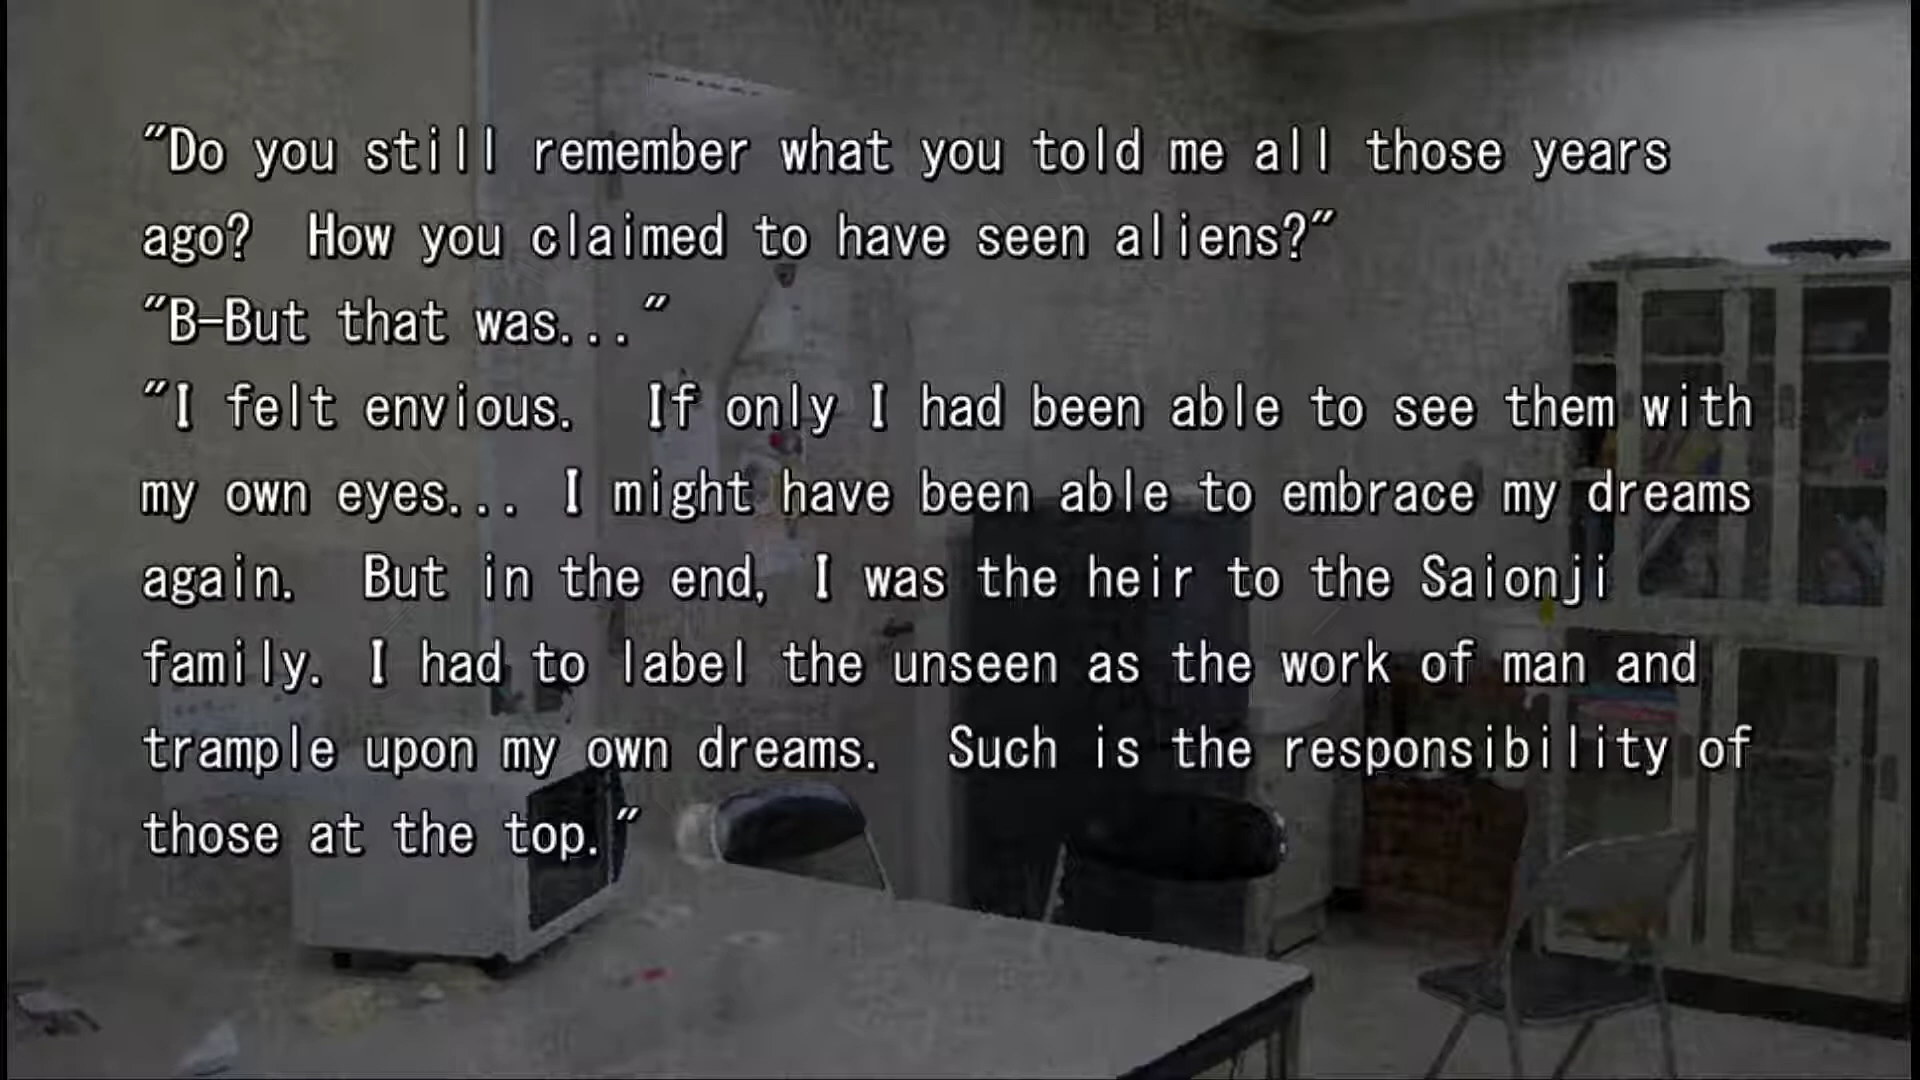 "Do you still remember what you told me all those years
ago?  How you claimed to have seen aliens?"
"B-But that was..."
"I felt envious.  If only I had been able to see them with
my own eyes... I might have been able to embrace my dreams
again.  But in the end, I was the heir to the Saionji
family. I had to label the unseen as the work of man and
trample upon my own dreams.  Such is the responsibility of
those at the top."